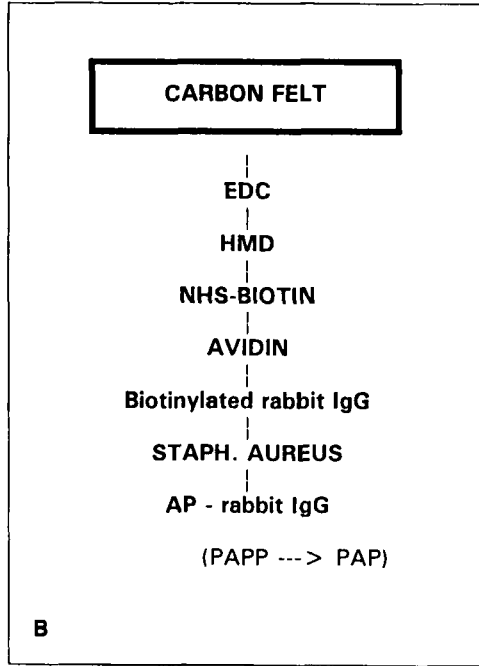 CARBON FELT
EDC
HMD
NHS-BIOTIN
AVIDIN
Biotinylated rabbit IgG
STAPH. AUREUS
AP - rabbit IgG
(PAPP ---> PAP)
B